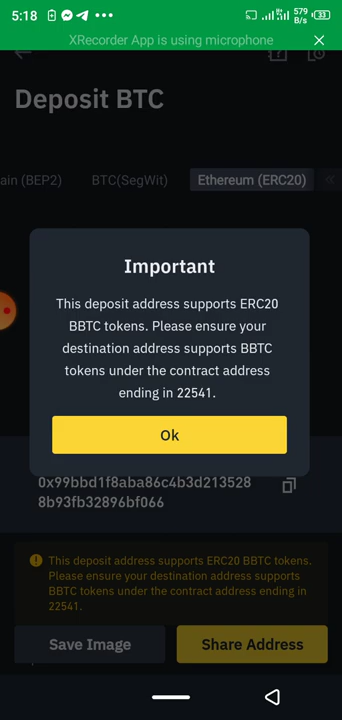 5:18
579
B/s
33
XRecorder App is using microphone
Deposit BTC
ain (BEP2)
BTC(SegWit)
Ethereum (ERC20)
Important
This deposit address supports ERC20
BBTC tokens. Please ensure your
destination address supports BBTC
tokens under the contract address
ending in 22541.
Ok
0x99bbd1f8aba86c4b3d213528
8b93fb32896bf066
This deposit address supports ERC20 BBTC tokens.
Please ensure your destination address supports
BBTC tokens under the contract address ending in
22541.
Save Image
Share Address